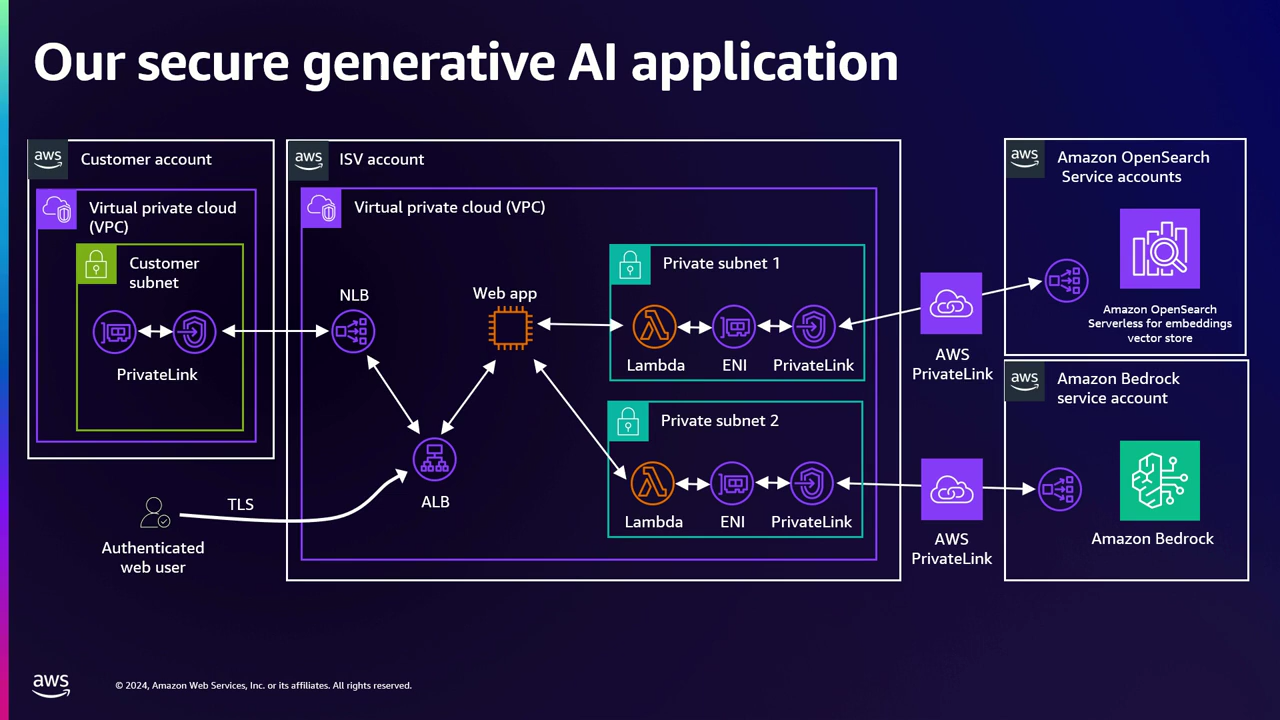 Our secure generative AI application
aws
Customer account
Virtual private cloud
(VPC)
Customer
subnet
PrivateLink
aws
ISV account
Virtual private cloud (VPC)
NLB
Web app
ALB
Private subnet 1
Lambda
ENI
PrivateLink
Private subnet 2
Lambda
ENI
PrivateLink
TLS
Authenticated
web user
AWS
PrivateLink
AWS
PrivateLink
aws
Amazon OpenSearch
Service accounts
Amazon OpenSearch
Serverless for embeddings
vector store
aws
Amazon Bedrock
service account
Amazon Bedrock
aws
© 2024, Amazon Web Services, Inc. or its affiliates. All rights reserved.